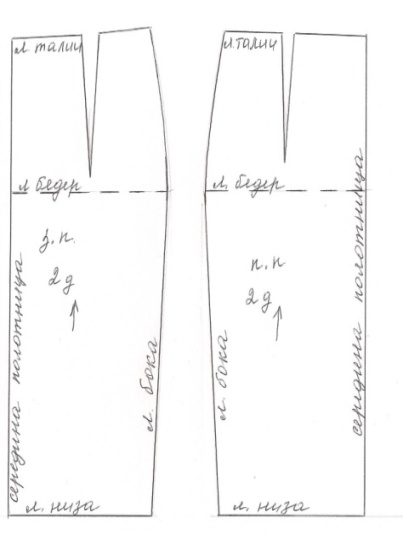 л. талии
л. бедер
з.п.
2д
л. бока
середина полотнища
л. низа
л. талии
л. бедер
п.п
2д
л. бока
середина полотнища
л. низа